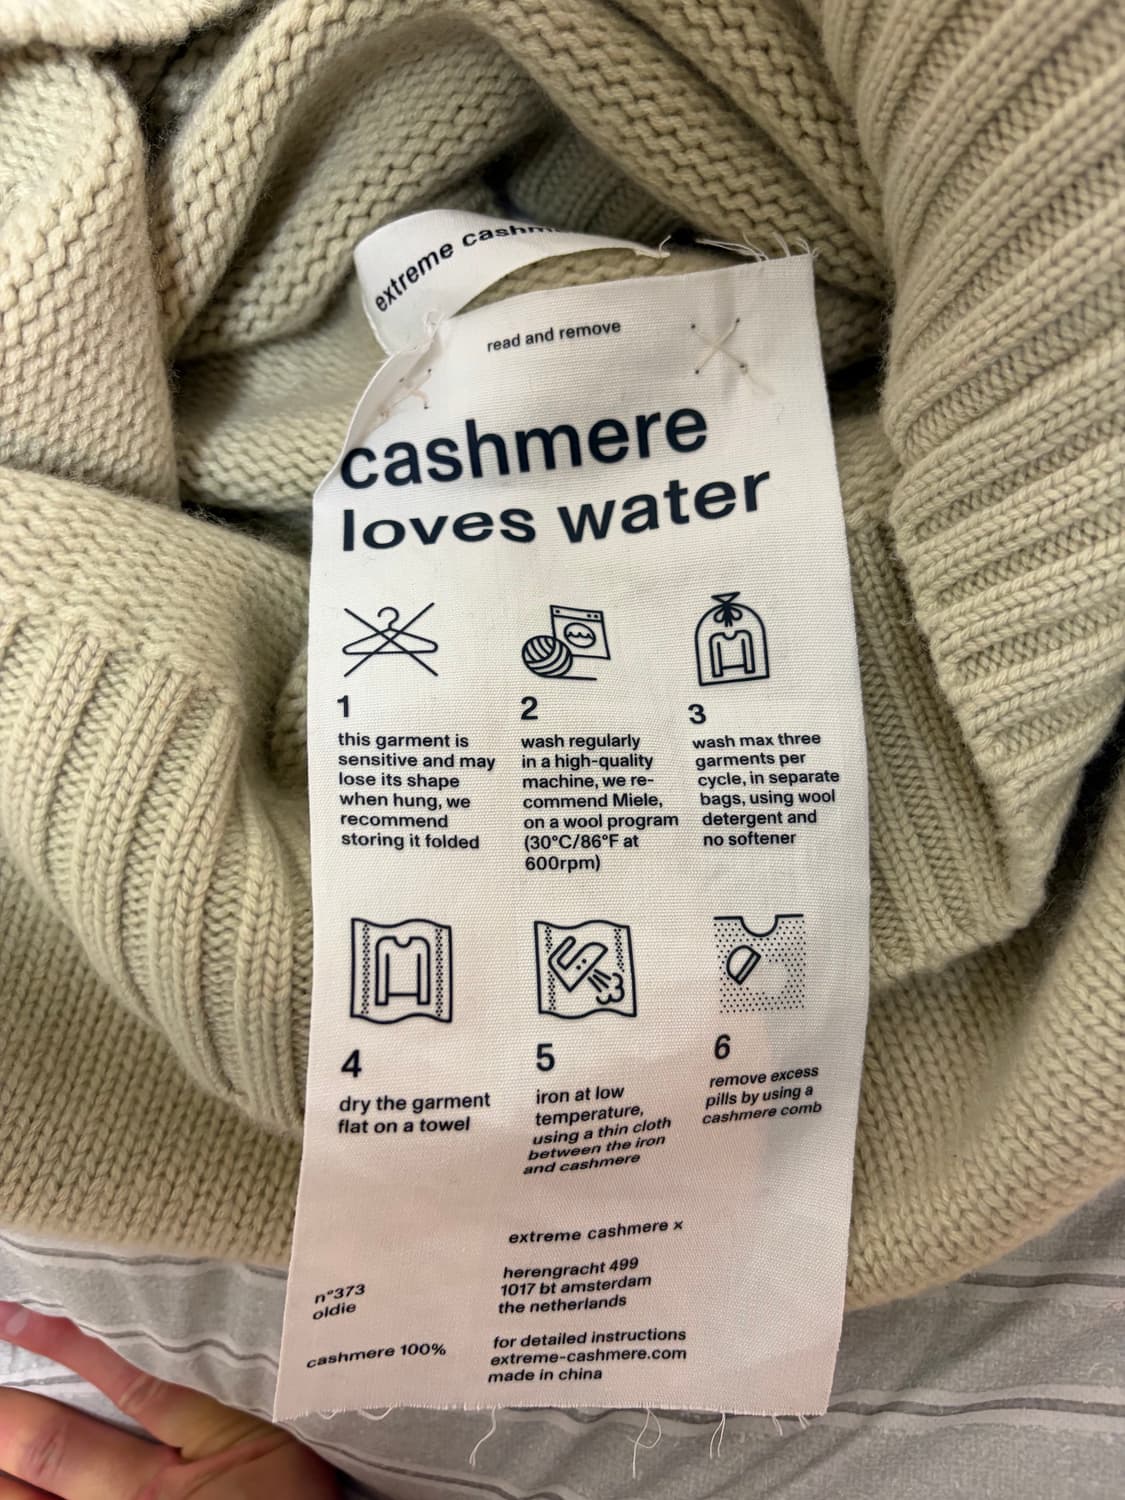 extreme
read and remove
cashmere
loves water
1
this garment is
sensitive and may
lose its shape
when hung, we
recommend
storing it folded
2
wash regularly
in a high-quality
machine, we re-
commend Miele,
on a wool program
(30°C/86°F at
600rpm)
3
wash max three
garments per
cycle, in separate
bags, using wool
detergent and
no softener
4
dry the garment
flat on a towel
5
iron at low
temperature,
using a thin cloth
between the iron
and cashmere
6
remove excess
pills by using a
cashmere comb
n°373
oldie
cashmere 100%
extreme cashmere x
herengracht 499
1017 bt amsterdam
the netherlands
for detailed instructions
extreme-cashmere.com
made in china